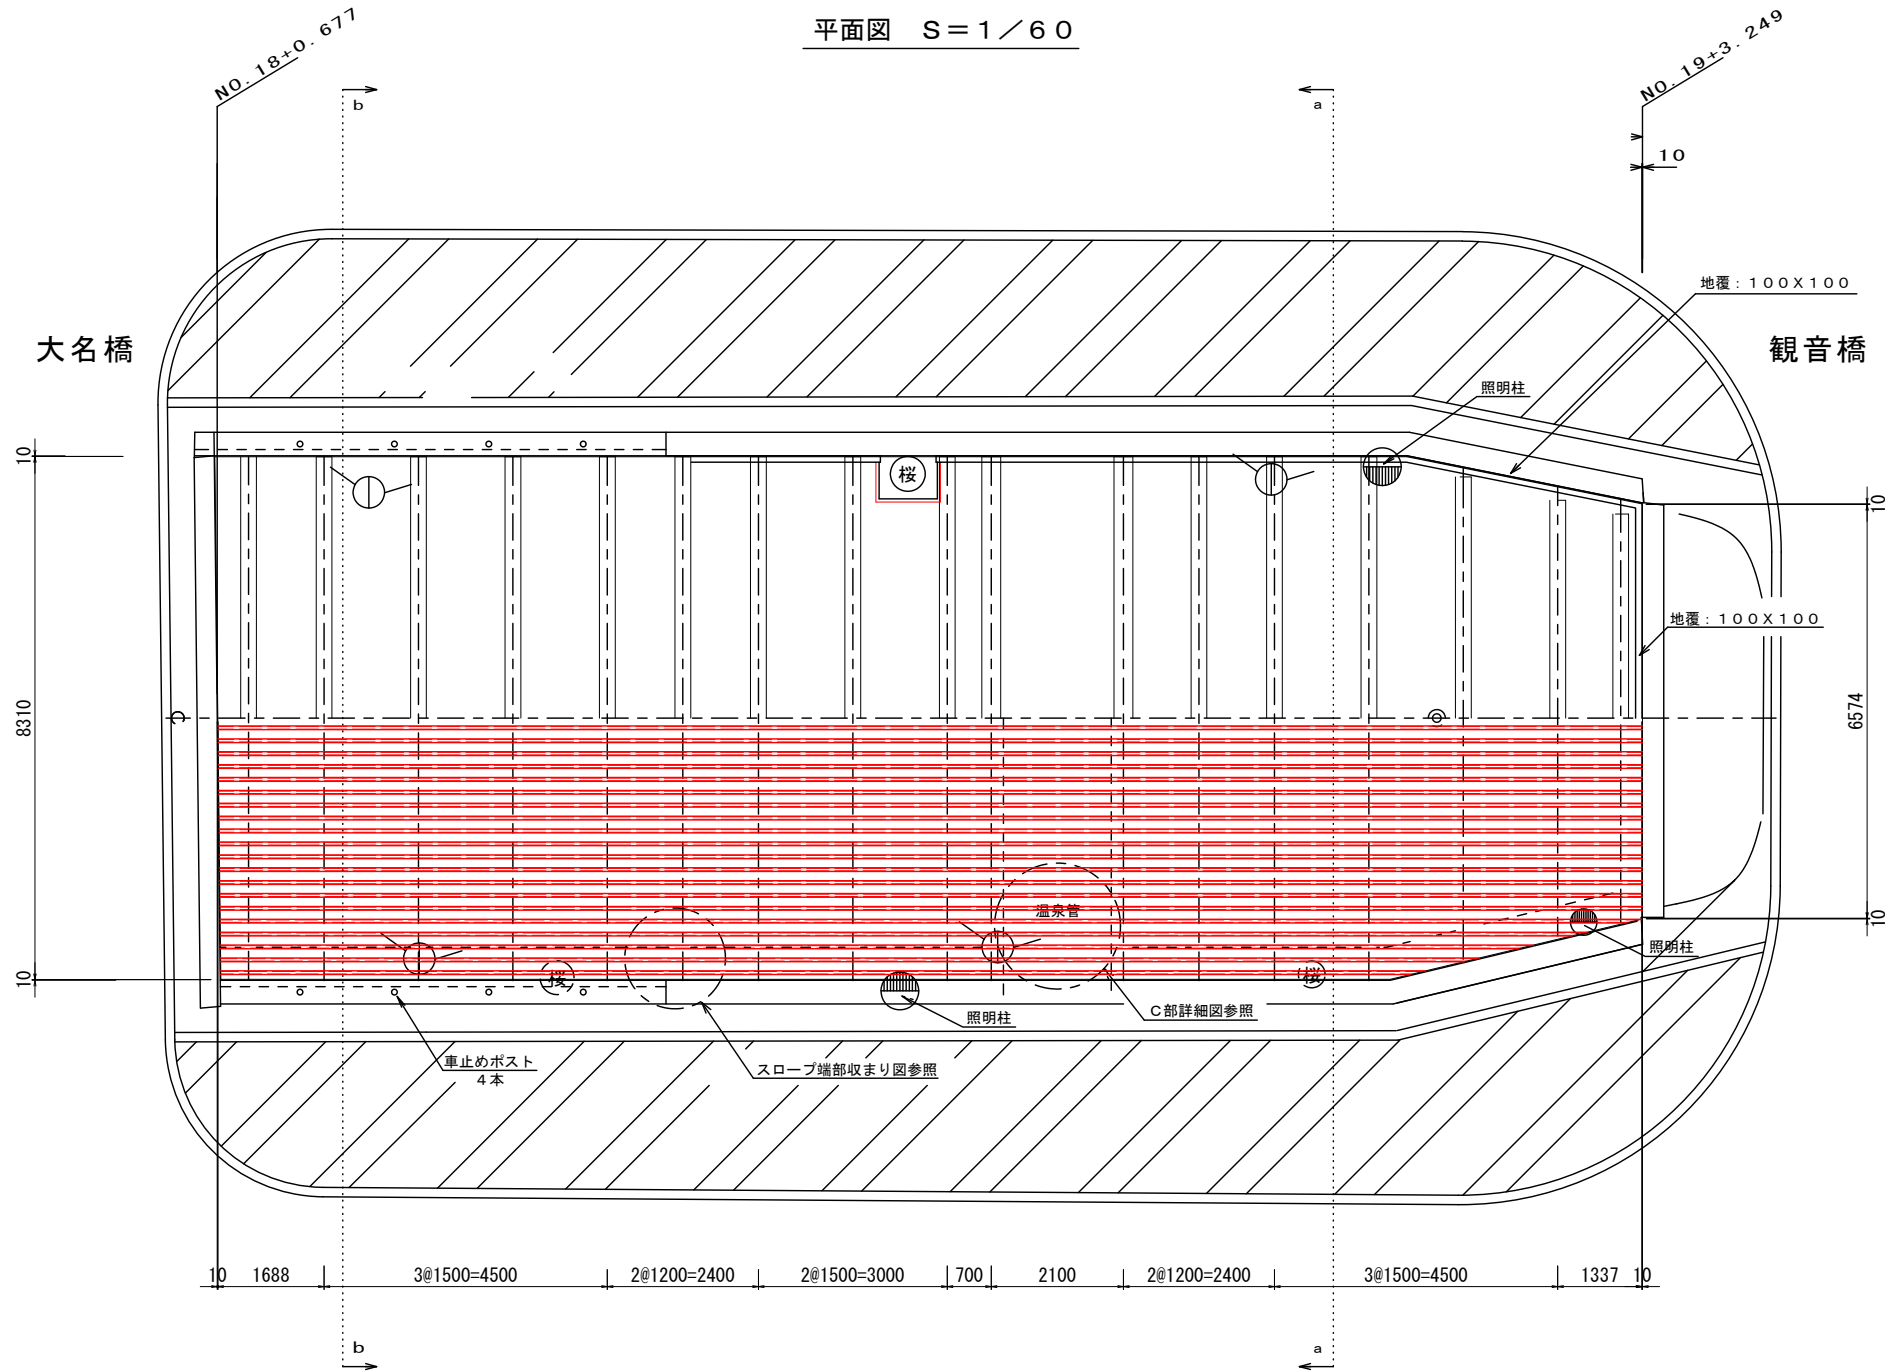 平面図　Ｓ＝１／６０
NO. 18+0. 677
NO. 19+3. 249
b
a
10
地覆：１００Ｘ１００
大名橋
観音橋
照明柱
10
桜
10
地覆：１００Ｘ１００
8310
6574
温泉管
10
照明柱
10
桜
桜
照明柱
Ｃ部詳細図参照
車止めポスト
４本
スロープ端部収まり図参照
10 1688 3@1500=4500 2@1200=2400 2@1500=3000 700 2100 2@1200=2400 3@1500=4500 1337 10
b
a